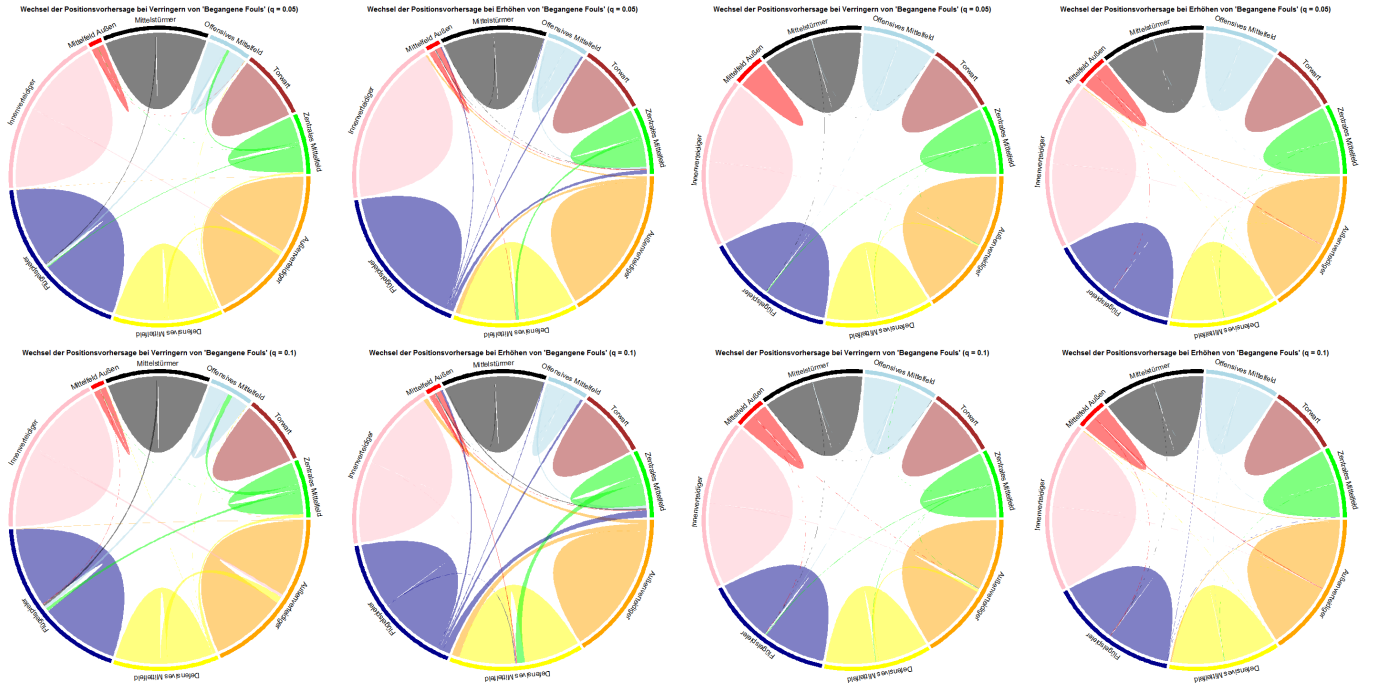 Wechsel der Positionsvorhersage bei Verringern von 'Begangene Fouls' (q = 0.05)
Mittelfeld Außen
Mittelstürmer
Offensives Mittelfeld
Torwart
Zentrales Mittelfeld
Außenverteidiger
Defensives Mittelfeld
Flügelspieler
Innenverteidiger
Wechsel der Positionsvorhersage bei Erhöhen von 'Begangene Fouls' (q = 0.05)
Mittelfeld Außen
Mittelstürmer
Offensives Mittelfeld
Torwart
Zentrales Mittelfeld
Außenverteidiger
Defensives Mittelfeld
Flügelspieler
Innenverteidiger
Wechsel der Positionsvorhersage bei Verringern von 'Begangene Fouls' (q = 0.05)
Mittelfeld Außen
Mittelstürmer
Offensives Mittelfeld
Torwart
Zentrales Mittelfeld
Außenverteidiger
Defensives Mittelfeld
Flügelspieler
Innenverteidiger
Wechsel der Positionsvorhersage bei Erhöhen von 'Begangene Fouls' (q = 0.05)
Mittelfeld Außen
Mittelstürmer
Offensives Mittelfeld
Torwart
Zentrales Mittelfeld
Außenverteidiger
Defensives Mittelfeld
Flügelspieler
Innenverteidiger
Wechsel der Positionsvorhersage bei Verringern von 'Begangene Fouls' (q = 0.1)
Mittelfeld Außen
Mittelstürmer
Offensives Mittelfeld
Torwart
Zentrales Mittelfeld
Außenverteidiger
Defensives Mittelfeld
Flügelspieler
Innenverteidiger
Wechsel der Positionsvorhersage bei Erhöhen von 'Begangene Fouls' (q = 0.1)
Mittelfeld Außen
Mittelstürmer
Offensives Mittelfeld
Torwart
Zentrales Mittelfeld
Außenverteidiger
Defensives Mittelfeld
Flügelspieler
Innenverteidiger
Wechsel der Positionsvorhersage bei Verringern von 'Begangene Fouls' (q = 0.1)
Mittelfeld Außen
Mittelstürmer
Offensives Mittelfeld
Torwart
Zentrales Mittelfeld
Außenverteidiger
Defensives Mittelfeld
Flügelspieler
Innenverteidiger
Wechsel der Positionsvorhersage bei Erhöhen von 'Begangene Fouls' (q = 0.1)
Mittelfeld Außen
Mittelstürmer
Offensives Mittelfeld
Torwart
Zentrales Mittelfeld
Außenverteidiger
Defensives Mittelfeld
Flügelspieler
Innenverteidiger